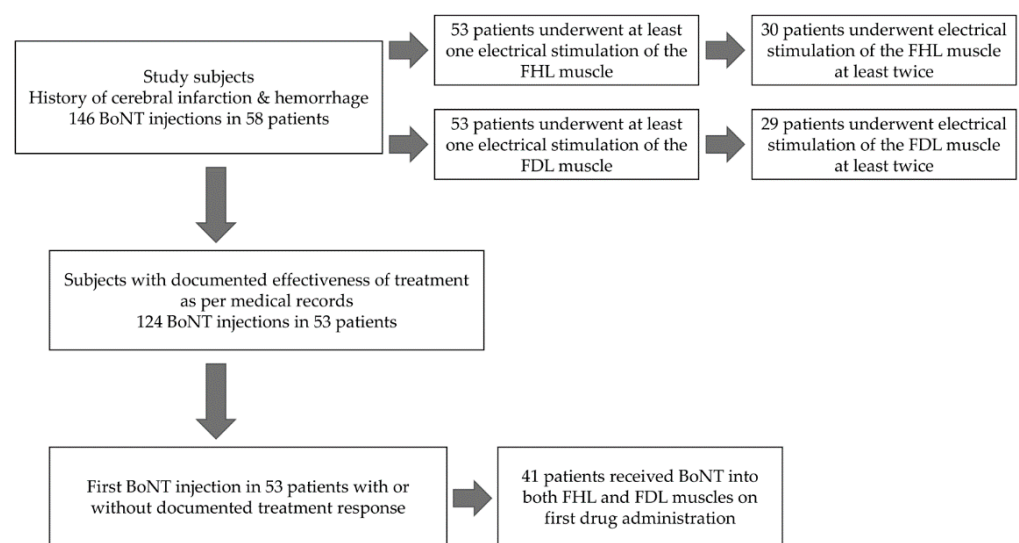 Study subjects
History of cerebral infarction & hemorrhage
146 BoNT injections in 58 patients
53 patients underwent at least
one electrical stimulation of the
FHL muscle
30 patients underwent electrical
stimulation of the FHL muscle
at least twice
53 patients underwent at least
one electrical stimulation of the
FDL muscle
29 patients underwent electrical
stimulation of the FDL muscle
at least twice
Subjects with documented effectiveness of treatment
as per medical records
124 BoNT injections in 53 patients
First BoNT injection in 53 patients with or
without documented treatment response
41 patients received BoNT into
both FHL and FDL muscles on
first drug administration